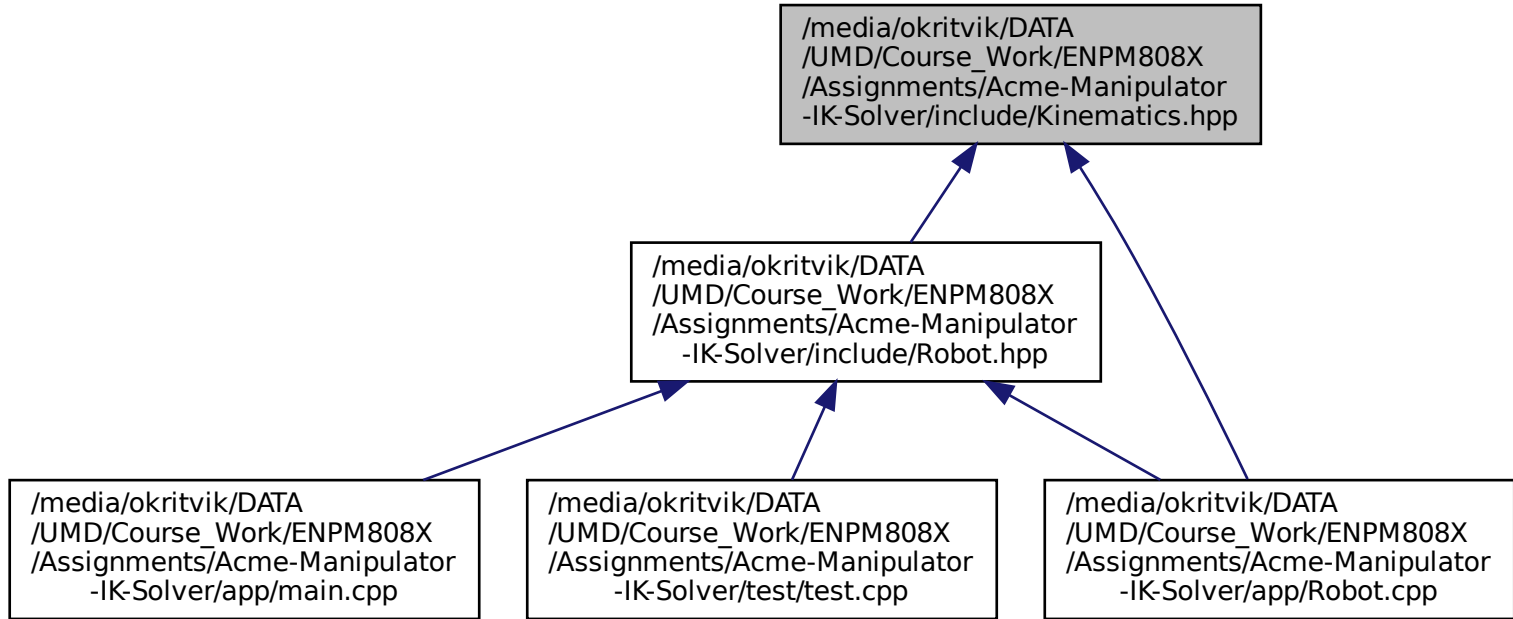 /media/okritvik/DATA
/UMD/Course_Work/ENPM808X
/Assignments/Acme-Manipulator
-IK-Solver/include/Kinematics.hpp
/media/okritvik/DATA
/UMD/Course_Work/ENPM808X
/Assignments/Acme-Manipulator
-IK-Solver/include/Robot.hpp
/media/okritvik/DATA
/UMD/Course_Work/ENPM808X
/Assignments/Acme-Manipulator
-IK-Solver/app/main.cpp
/media/okritvik/DATA
/UMD/Course_Work/ENPM808X
/Assignments/Acme-Manipulator
-IK-Solver/test/test.cpp
/media/okritvik/DATA
/UMD/Course_Work/ENPM808X
/Assignments/Acme-Manipulator
-IK-Solver/app/Robot.cpp